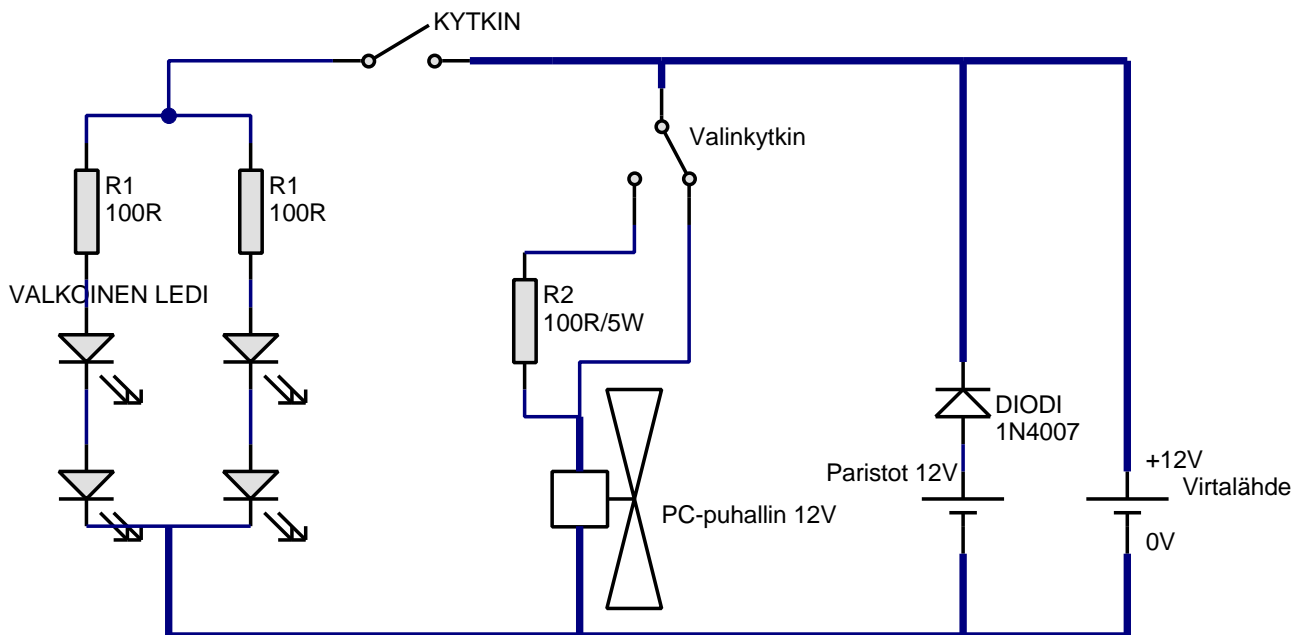 KYTKIN
Valinkytkin
R1
100R
R1
100R
VALKOINEN LEDI
R2
100R/5W
DIODI
1N4007
Paristot 12V
+12V
Virtalähde
PC-puhallin 12V
0V